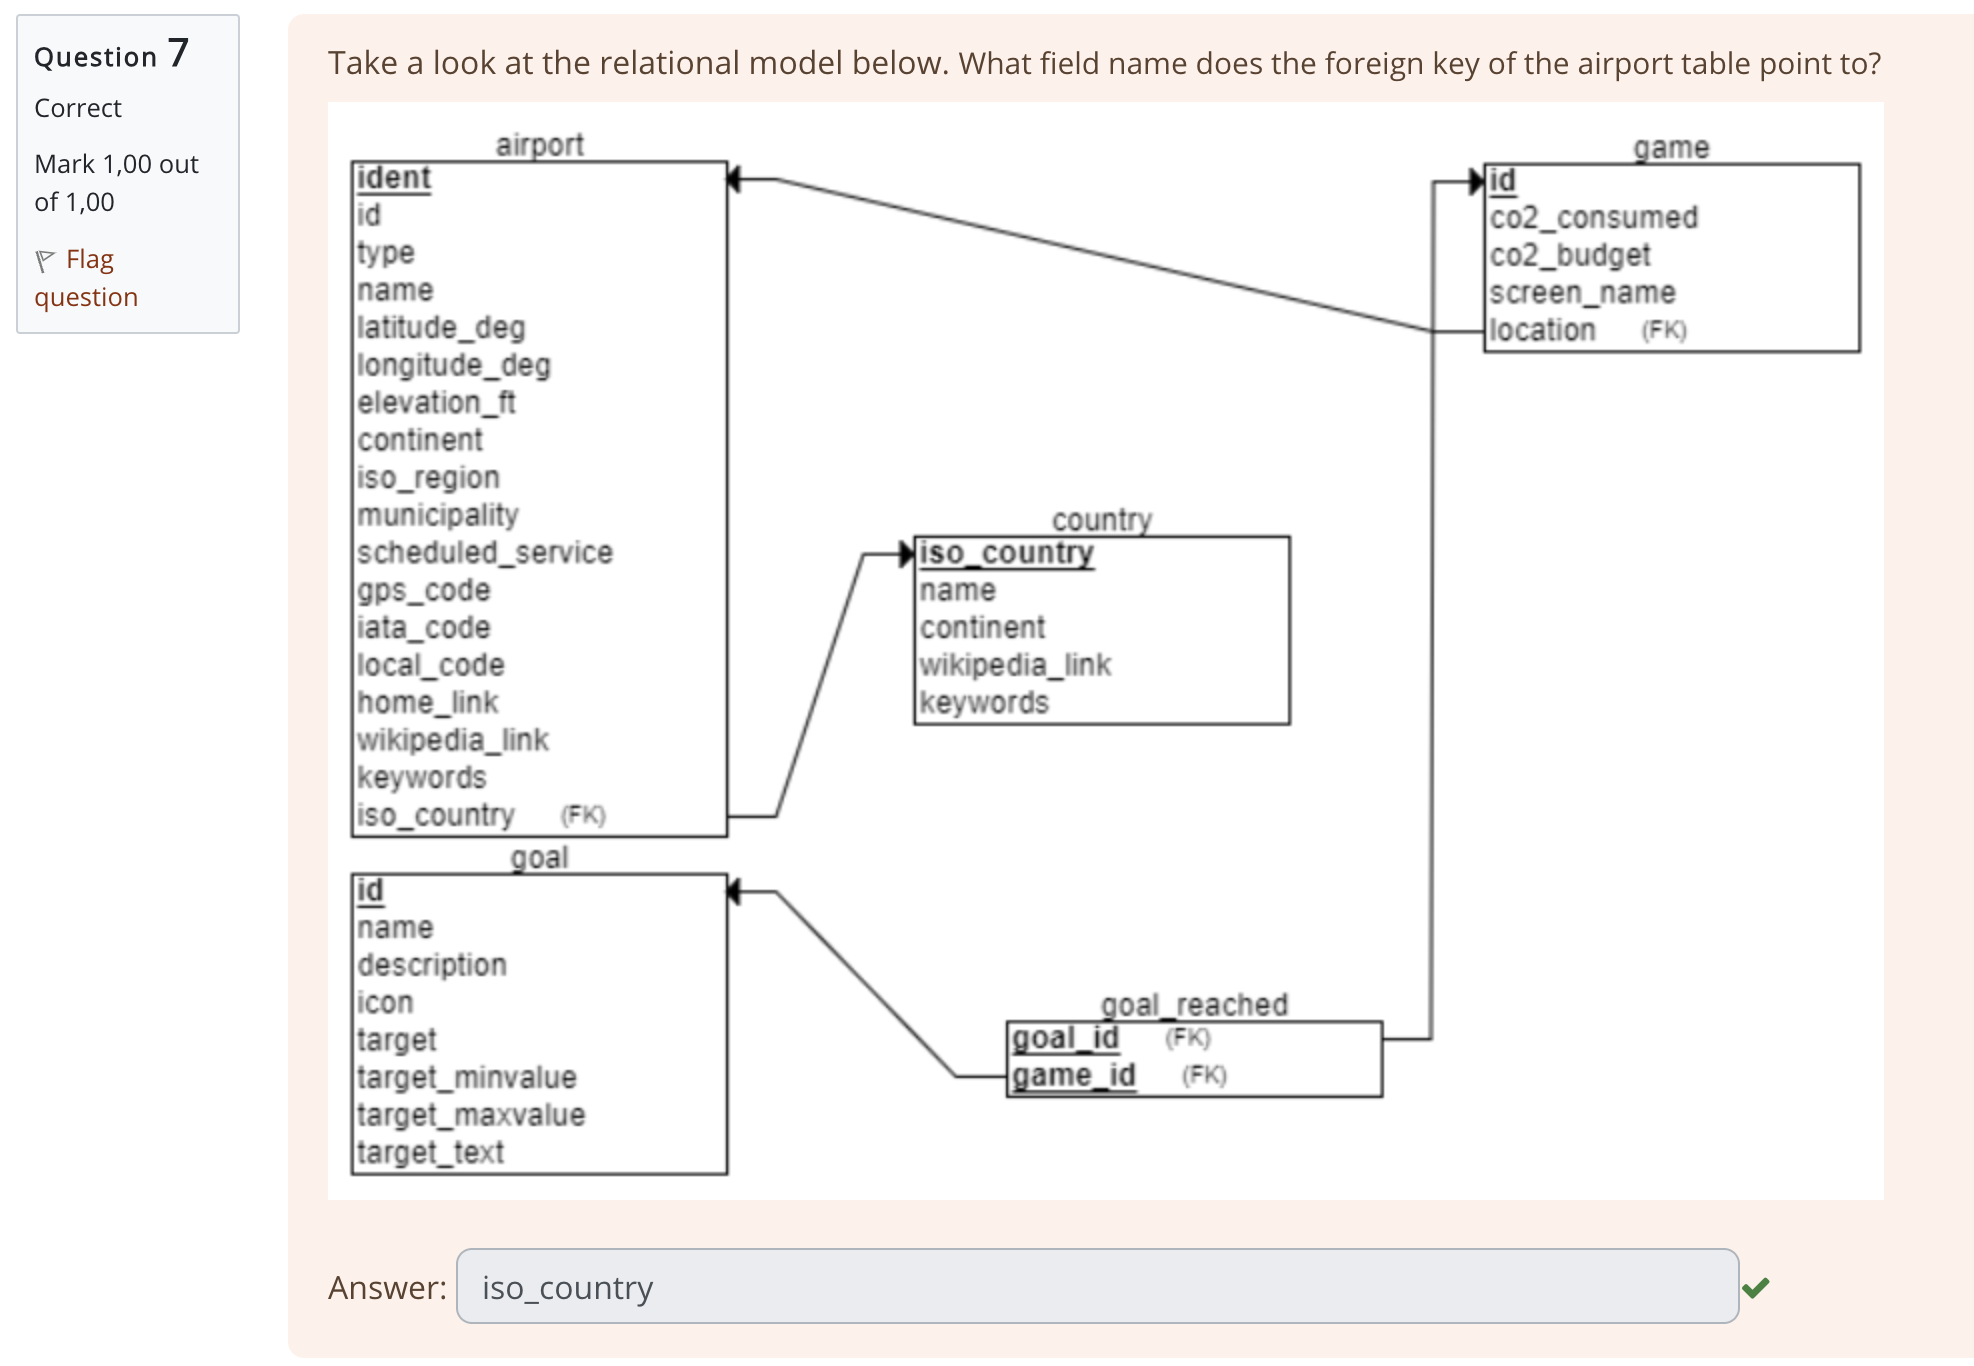 Question 7
Correct
Mark 1,00 out
of 1,00
Flag
question
Take a look at the relational model below. What field name does the foreign key of the airport table point to?
airport
ident
id
type
name
latitude_deg
longitude_deg
elevation_ft
continent
iso_region
municipality
scheduled_service
gps_code
iata_code
local_code
home_link
wikipedia_link
keywords
iso_country (FK)
game
id
co2_consumed
co2_budget
screen_name
location (FK)
country
iso_country
name
continent
wikipedia_link
keywords
goal
id
name
description
icon
target
target_minvalue
target_maxvalue
target_text
goal_reached
goal_id (FK)
game_id (FK)
Answer: iso_country